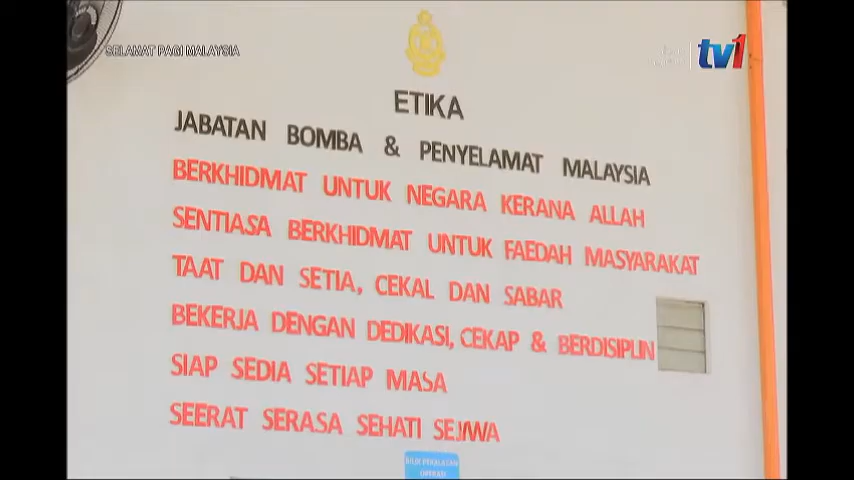 SELAMAT PAGI MALAYSIA
tv1
ETIKA
JABATAN BOMBA & PENYELAMAT MALAYSIA
BERKHIDMAT UNTUK NEGARA KERANA ALLAH
SENTIASA BERKHIDMAT UNTUK FAEDAH MASYARAKAT
TAAT DAN SETIA, CEKAL DAN SABAR
BEKERJA DENGAN DEDIKASI, CEKAP & BERDISIPLIN
SIAP SEDIA SETIAP MASA
SEERAT SERASA SEHATI SEJIWA